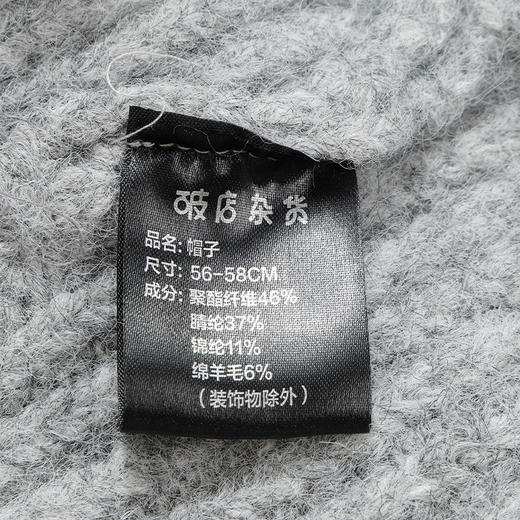 破店杂货
品名: 帽子
尺寸: 56-58CM
成分: 聚酯纤维46%
腈纶37%
锦纶11%
绵羊毛6%
（装饰物除外）